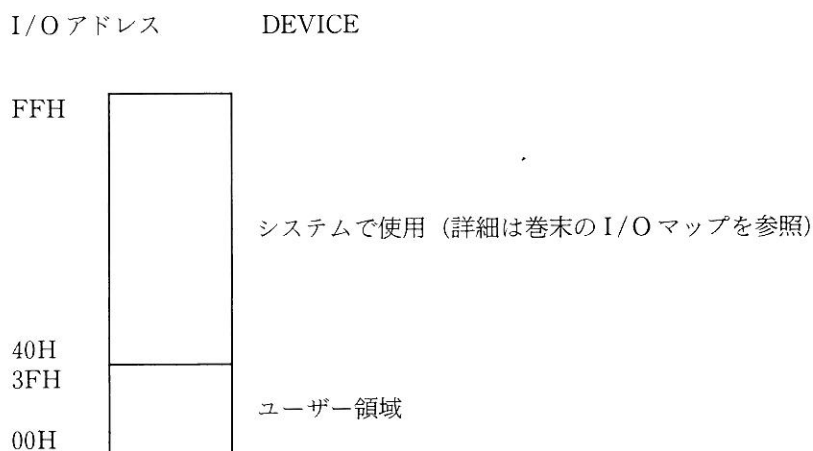 I/Oアドレス DEVICE
FFH
システムで使用（詳細は巻末のI/Oマップを参照）
40H
3FH
ユーザー領域
00H